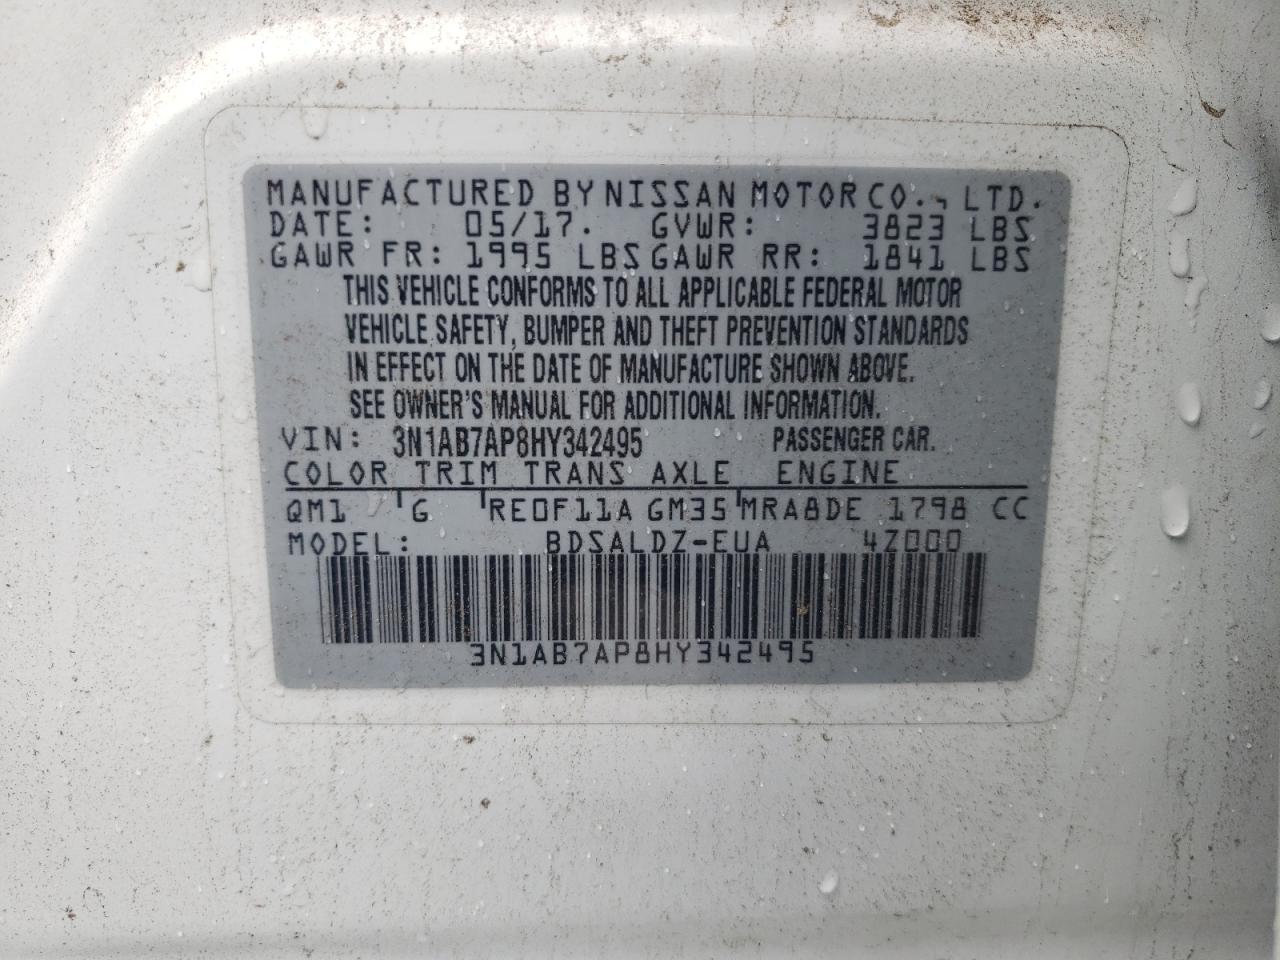 MANUFACTURED BY NISSAN MOTOR CO., LTD.
DATE: 05/17. GVWR: 3823 LBS
GAWR FR: 1995 LBS GAWR RR: 1841 LBS
THIS VEHICLE CONFORMS TO ALL APPLICABLE FEDERAL MOTOR
VEHICLE SAFETY, BUMPER AND THEFT PREVENTION STANDARDS
IN EFFECT ON THE DATE OF MANUFACTURE SHOWN ABOVE.
SEE OWNER'S MANUAL FOR ADDITIONAL INFORMATION.
VIN: 3N1AB7AP8HY342495 PASSENGER CAR.
COLOR TRIM TRANS AXLE ENGINE
QM1 G RE0F11A GM35 MRA8DE 1798 CC
MODEL: BDSALDZ-EUA 4Z000
3N1AB7AP8HY342495